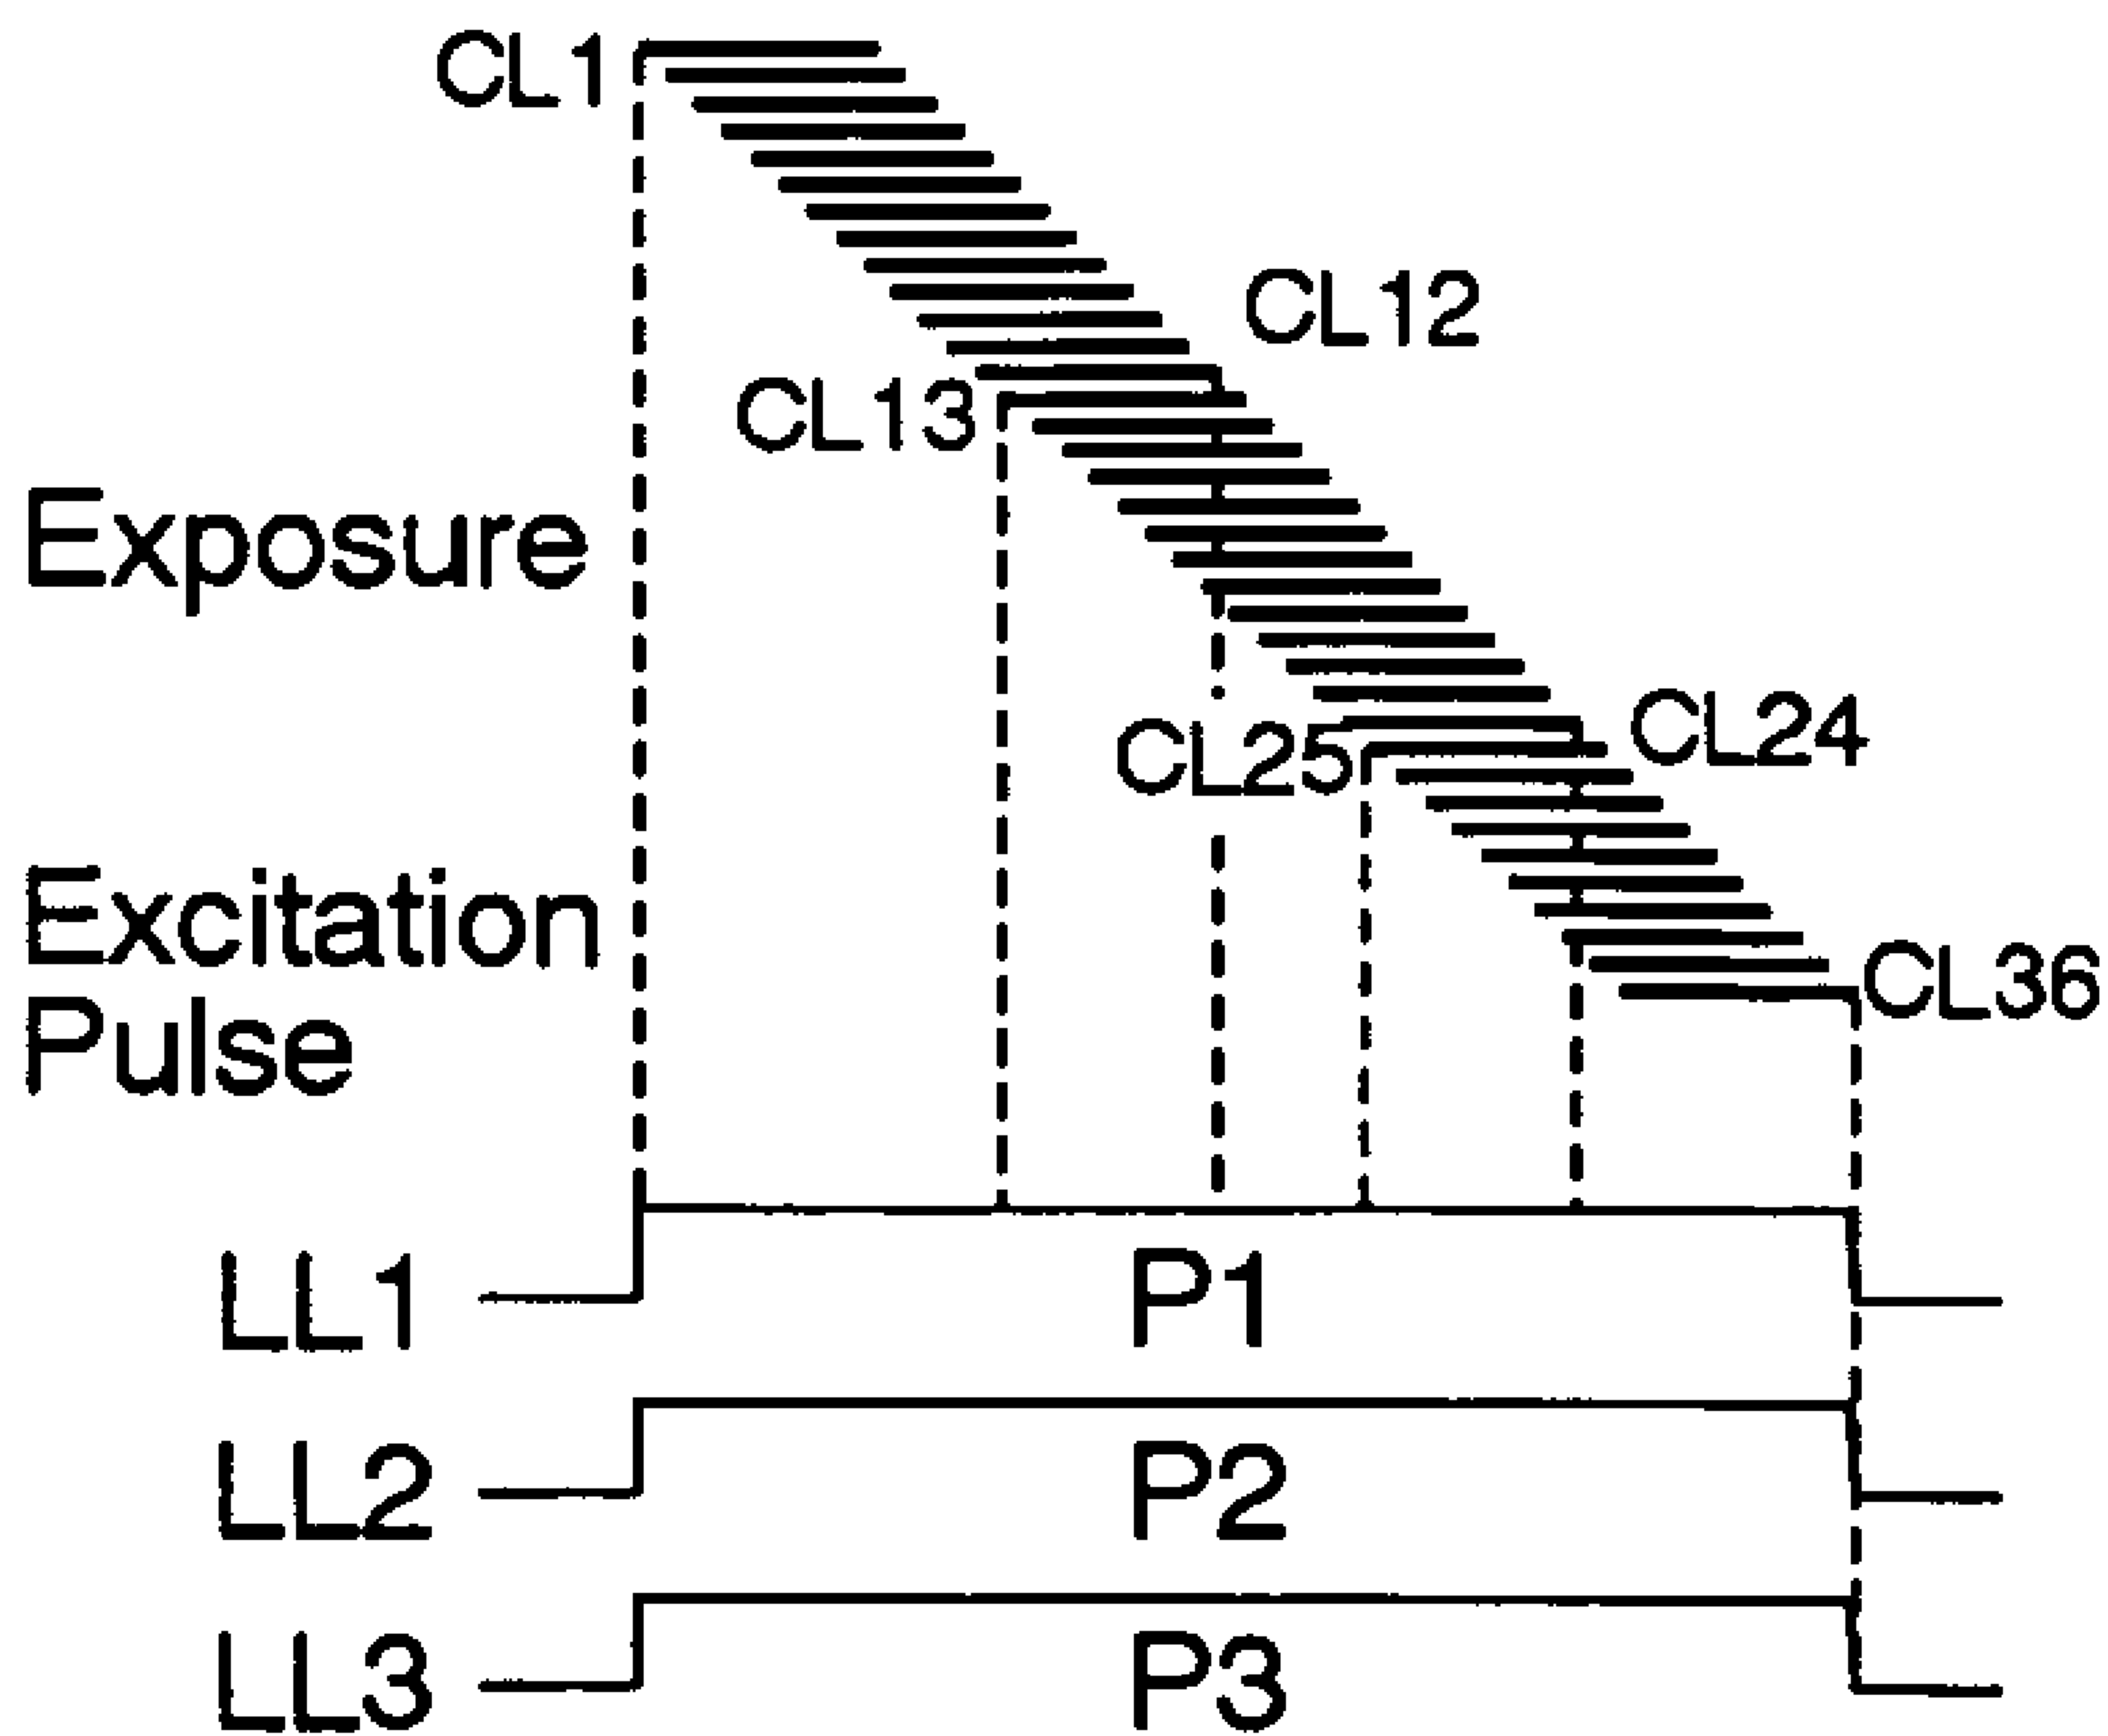 CL1
CL12
CL13
Exposure
CL24
CL25
Excitation
Pulse
CL36
LL1
P1
LL2
P2
LL3
P3